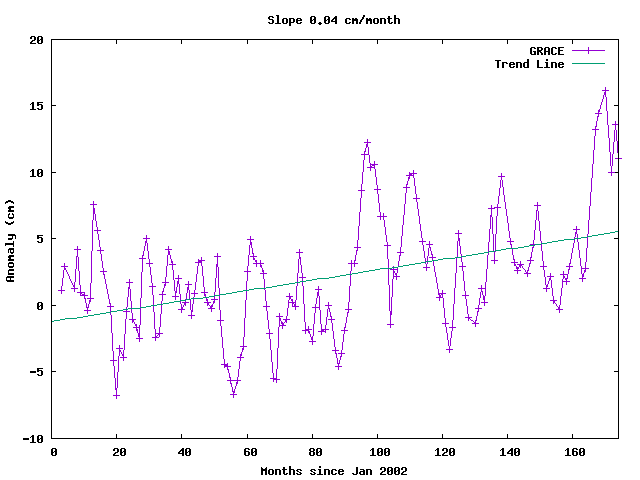 Slope 0.04 cm/month
20
GRACE
Trend Line
15
10
5
0
-5
-10
Anomaly (cm)
0 20 40 60 80 100 120 140 160
Months since Jan 2002